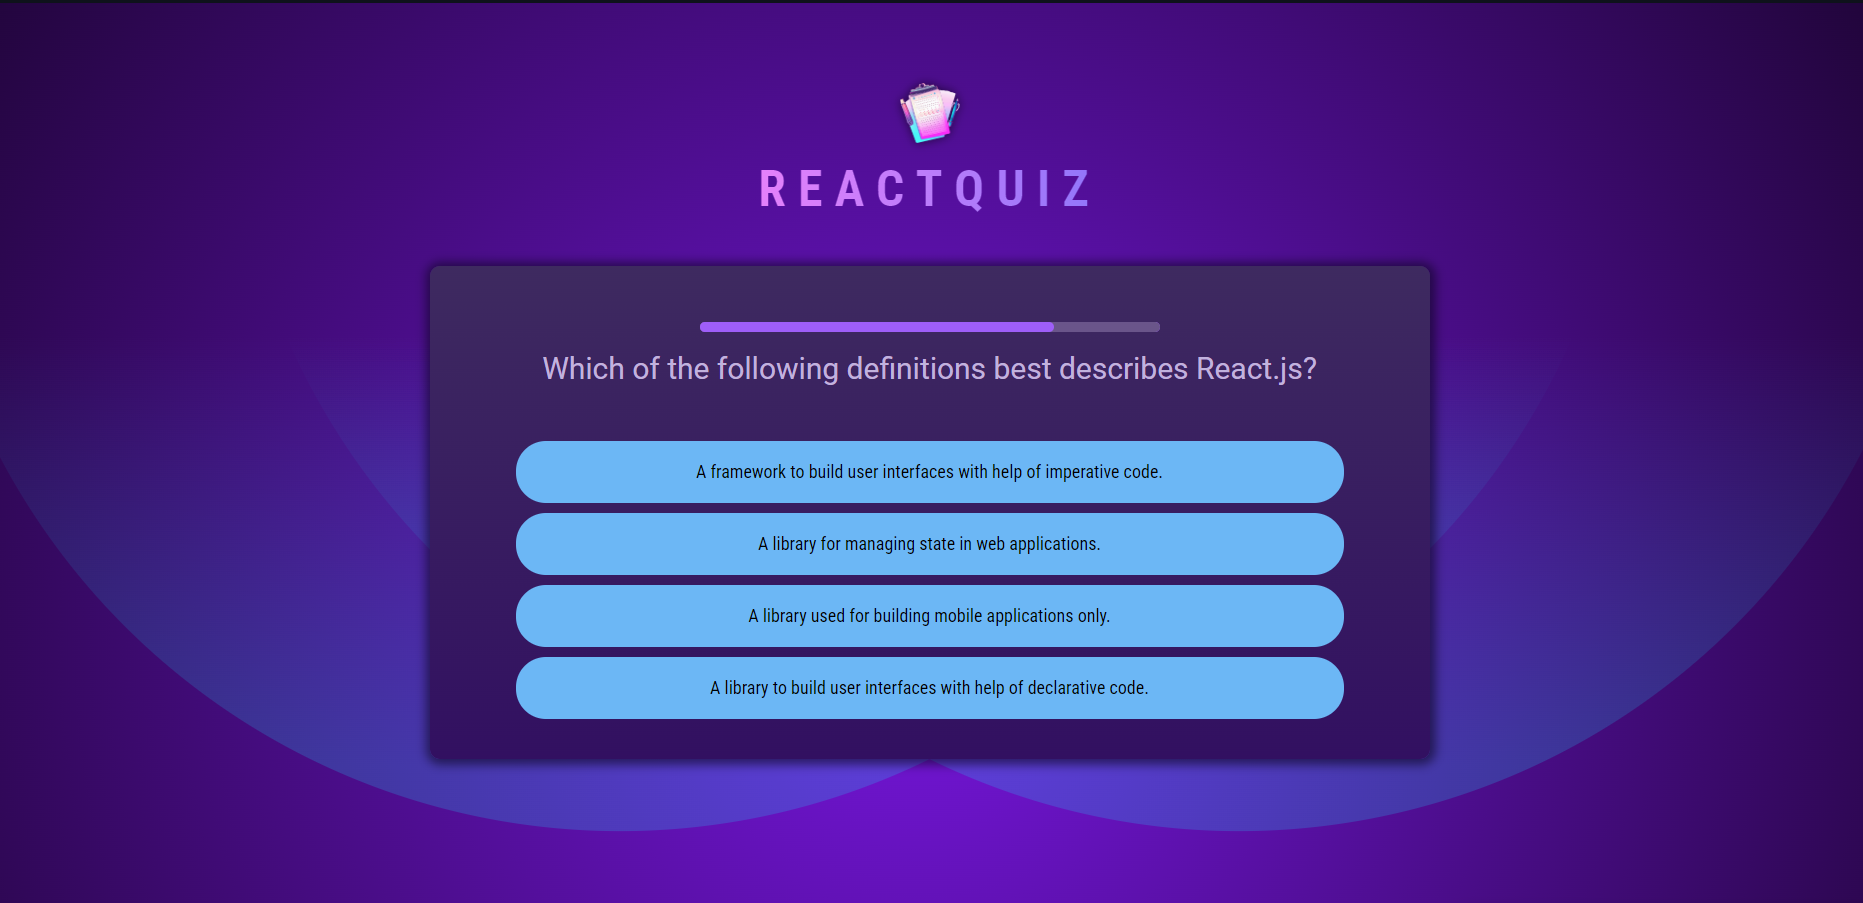 REACTQUIZ
Which of the following definitions best describes React.js?
A framework to build user interfaces with help of imperative code.
A library for managing state in web applications.
A library used for building mobile applications only.
A library to build user interfaces with help of declarative code.